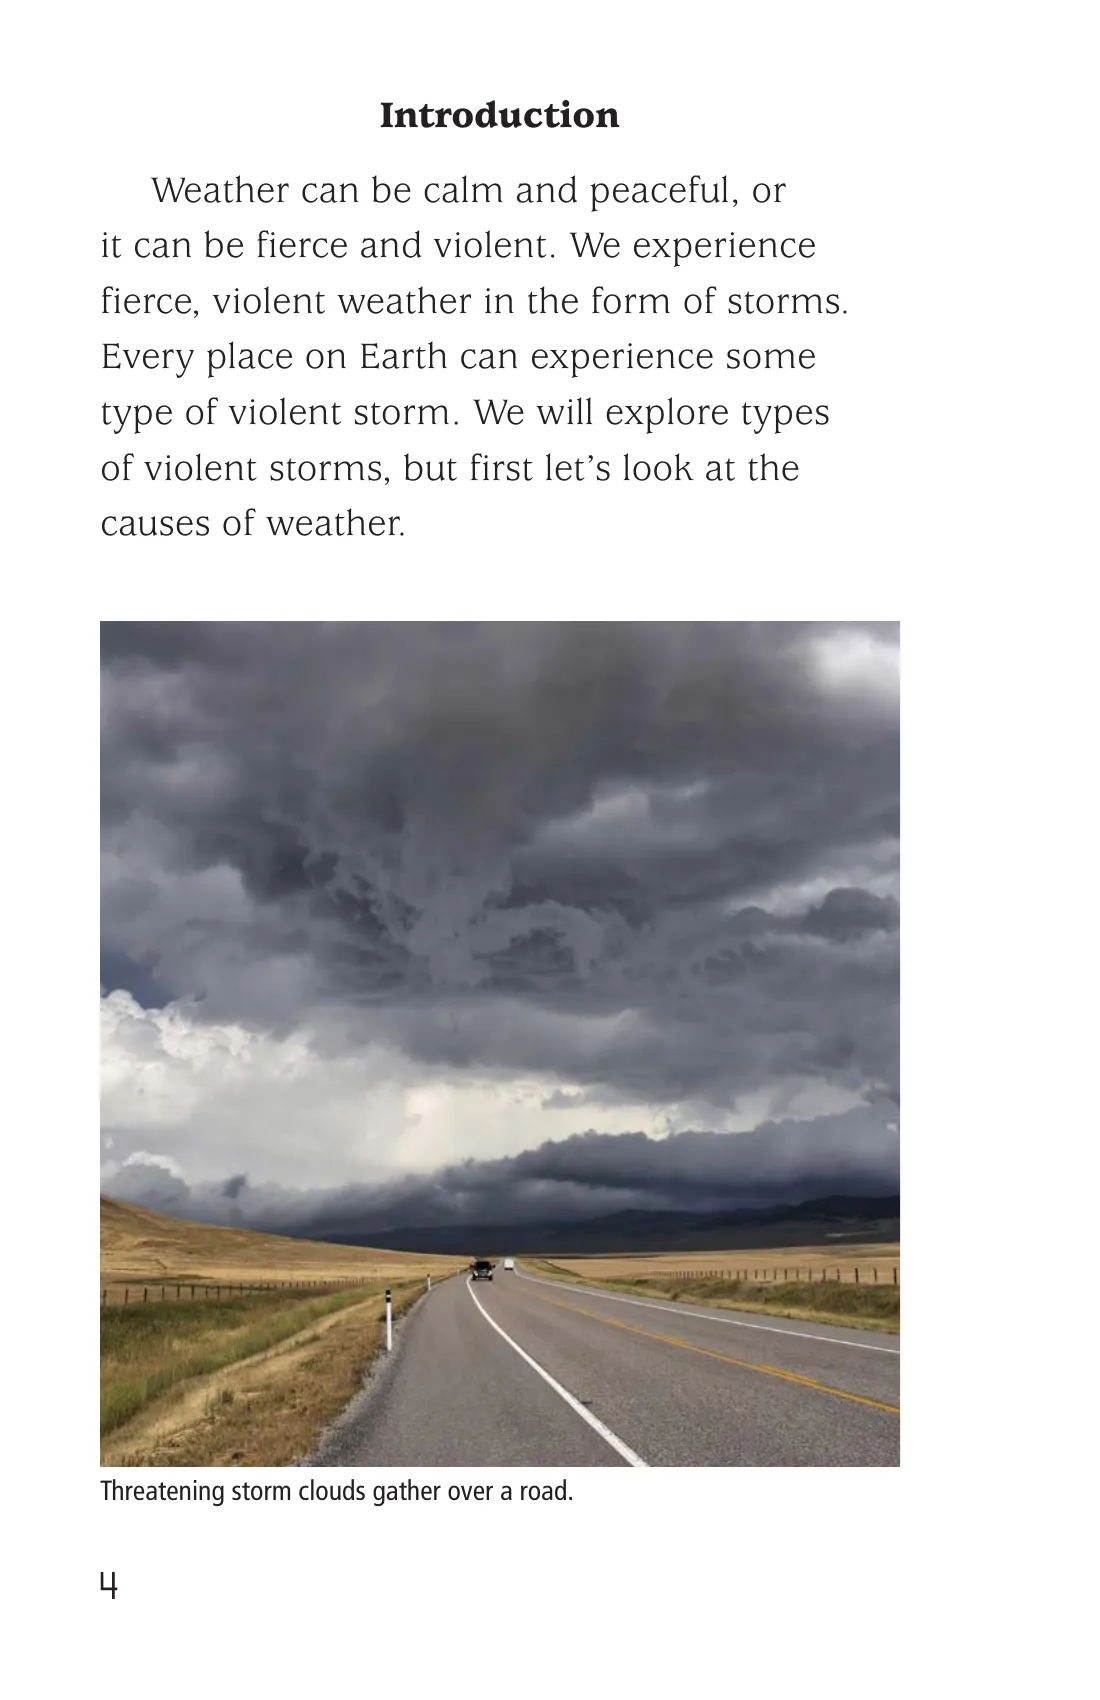 Introduction
Weather can be calm and peaceful, or
it can be fierce and violent. We experience
fierce, violent weather in the form of storms.
Every place on Earth can experience some
type of violent storm. We will explore types
of violent storms, but first let’s look at the
causes of weather.
Threatening storm clouds gather over a road.
4